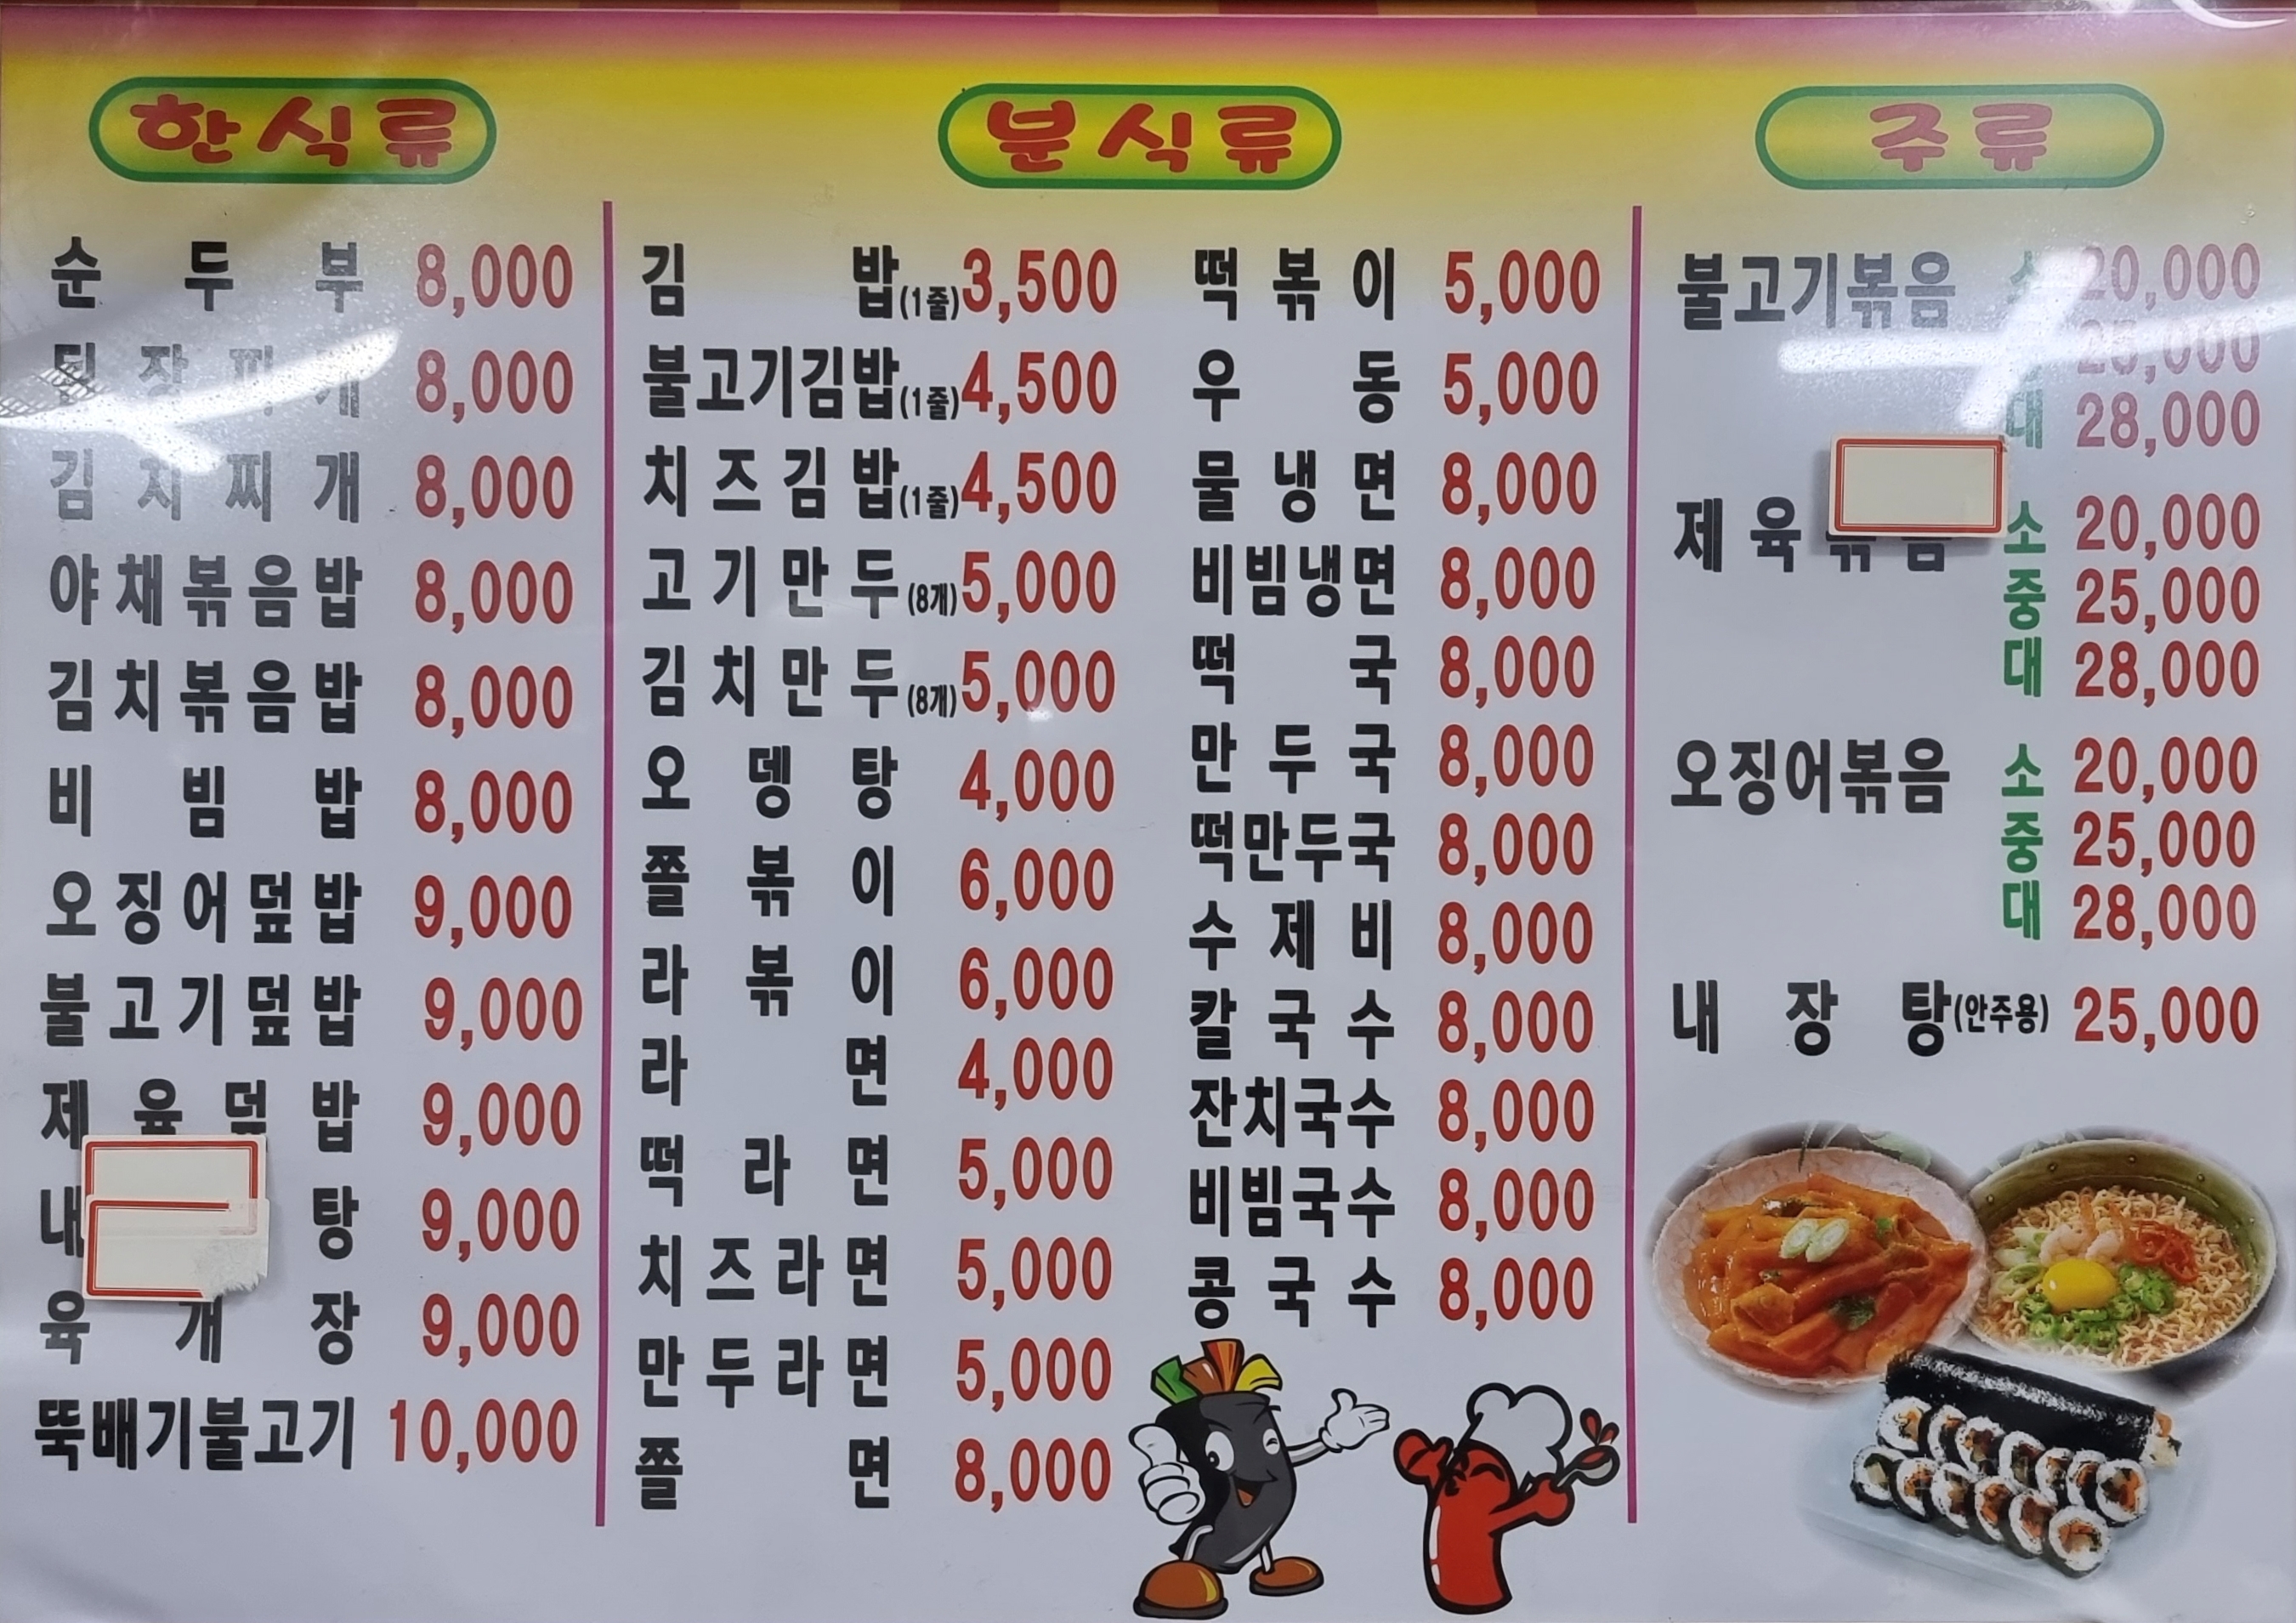 한식류
순두부 8,000
된장찌개 8,000
김치찌개 8,000
야채볶음밥 8,000
김치볶음밥 8,000
비빔밥 8,000
오징어덮밥 9,000
불고기덮밥 9,000
제육덮밥 9,000
내 탕 9,000
육개장 9,000
뚝배기불고기 10,000
분식류
김밥(1줄) 3,500
불고기김밥(1줄) 4,500
치즈김밥(1줄) 4,500
고기만두(8개) 5,000
김치만두(8개) 5,000
오뎅탕 4,000
쫄볶이 6,000
라볶이 6,000
라면 4,000
떡라면 5,000
치즈라면 5,000
만두라면 5,000
쫄면 8,000
떡볶이 5,000
우동 5,000
물냉면 8,000
비빔냉면 8,000
떡국 8,000
만두국 8,000
떡만두국 8,000
수제비 8,000
칼국수 8,000
잔치국수 8,000
비빔국수 8,000
콩국수 8,000
주류
불고기볶음 소 20,000
25,000
대 28,000
제육볶음 소 20,000
중 25,000
대 28,000
오징어볶음 소 20,000
중 25,000
대 28,000
내장탕(안주용) 25,000